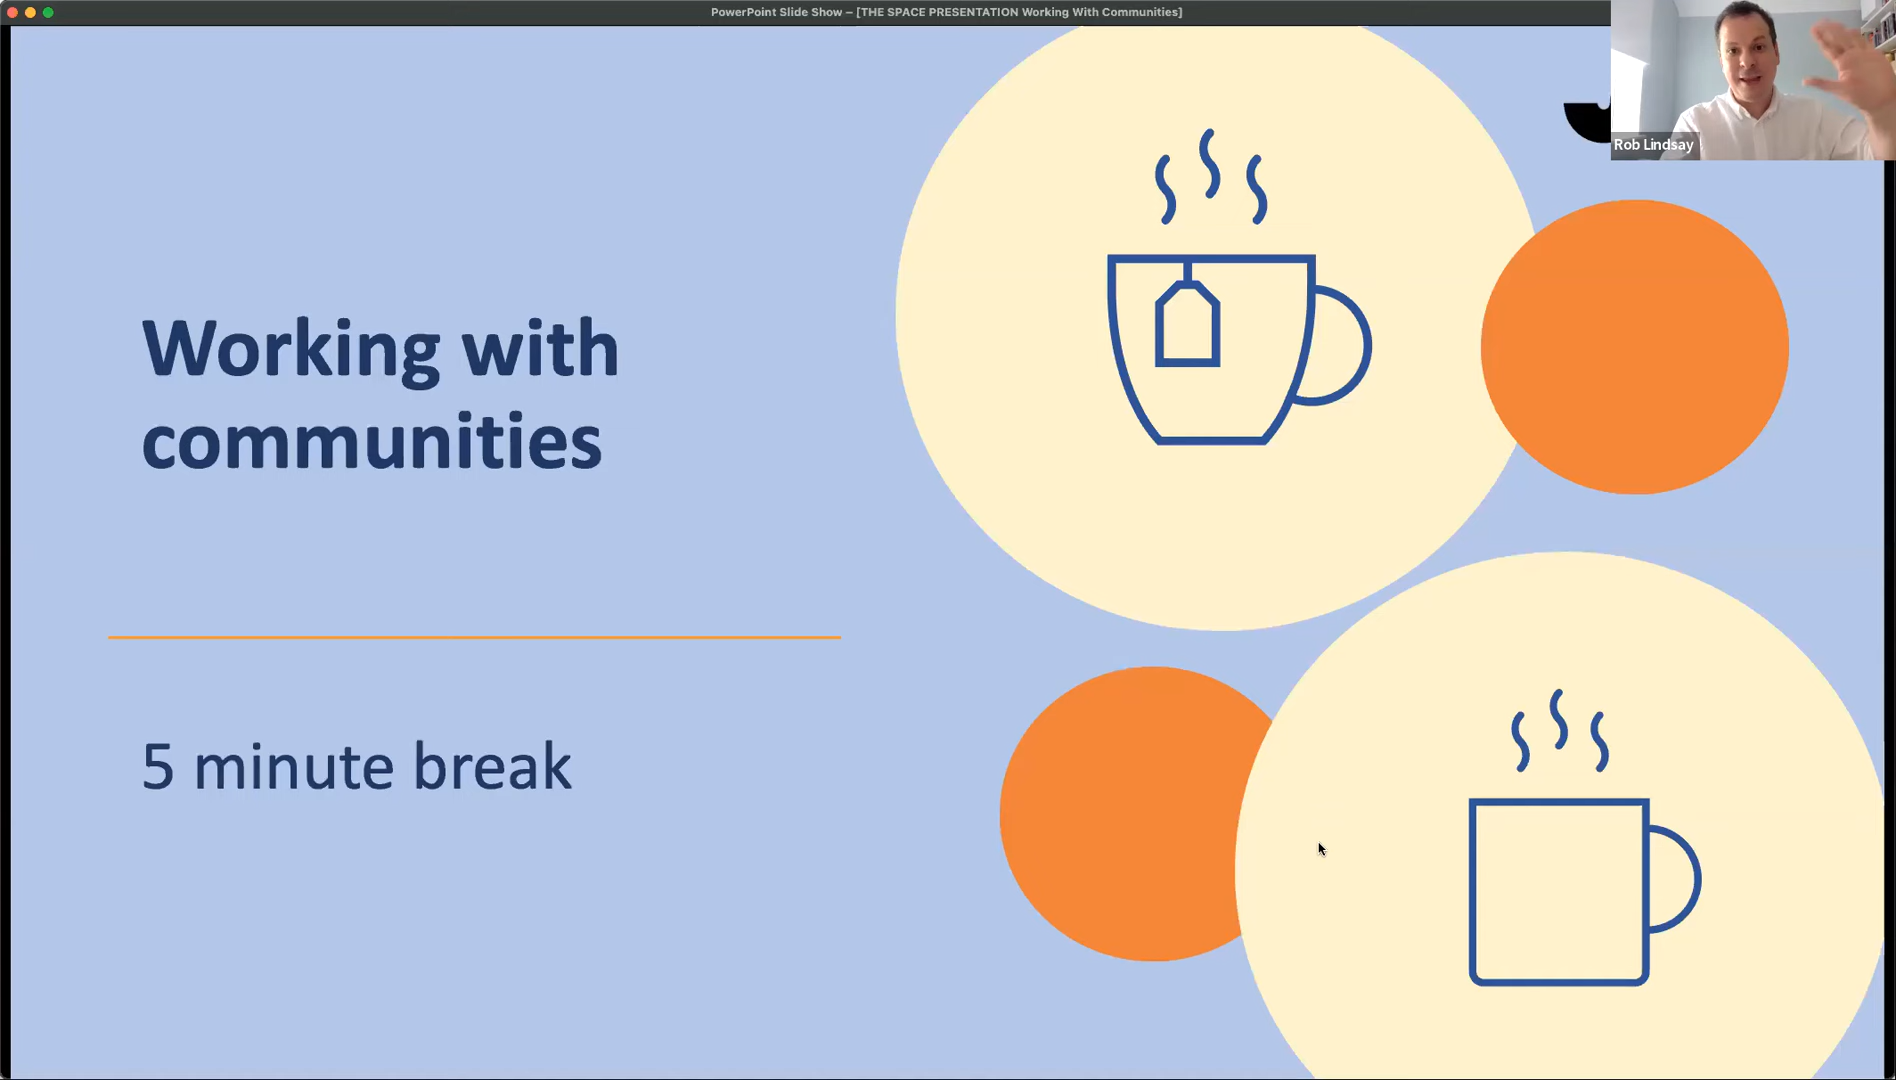 PowerPoint Slide Show – [THE SPACE PRESENTATION Working With Communities]
Rob Lindsay
Working with
communities
5 minute break